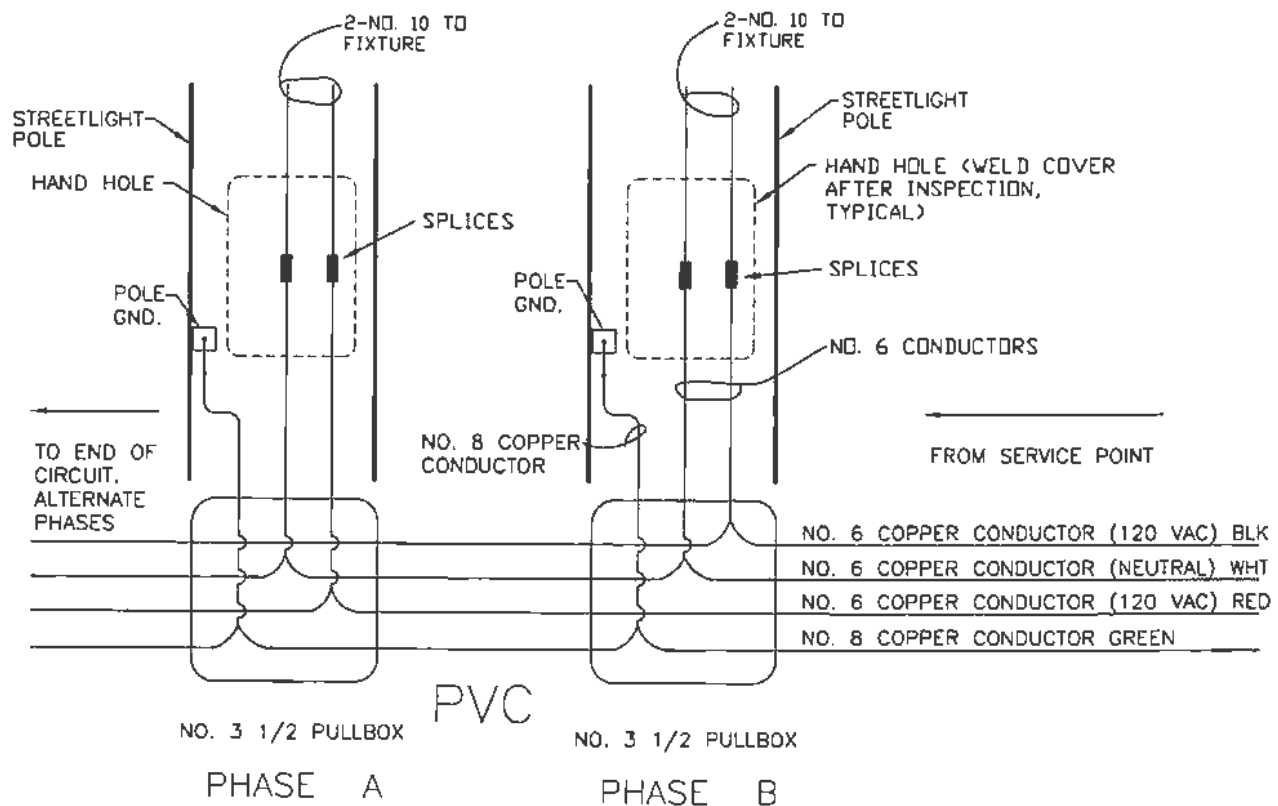 2-NO. 10 TO
FIXTURE
2-NO. 10 TO
FIXTURE
STREETLIGHT
POLE
STREETLIGHT
POLE
HAND HOLE
HAND HOLE (WELD COVER
AFTER INSPECTION,
TYPICAL)
SPLICES
SPLICES
POLE
GND.
POLE
GND.
NO. 6 CONDUCTORS
TO END OF
CIRCUIT.
ALTERNATE
PHASES
NO. 8 COPPER
CONDUCTOR
FROM SERVICE POINT
NO. 6 COPPER CONDUCTOR (120 VAC) BLK
NO. 6 COPPER CONDUCTOR (NEUTRAL) WHT
NO. 6 COPPER CONDUCTOR (120 VAC) RED
NO. 8 COPPER CONDUCTOR GREEN
PVC
NO. 3 1/2 PULLBOX
NO. 3 1/2 PULLBOX
PHASE A
PHASE B